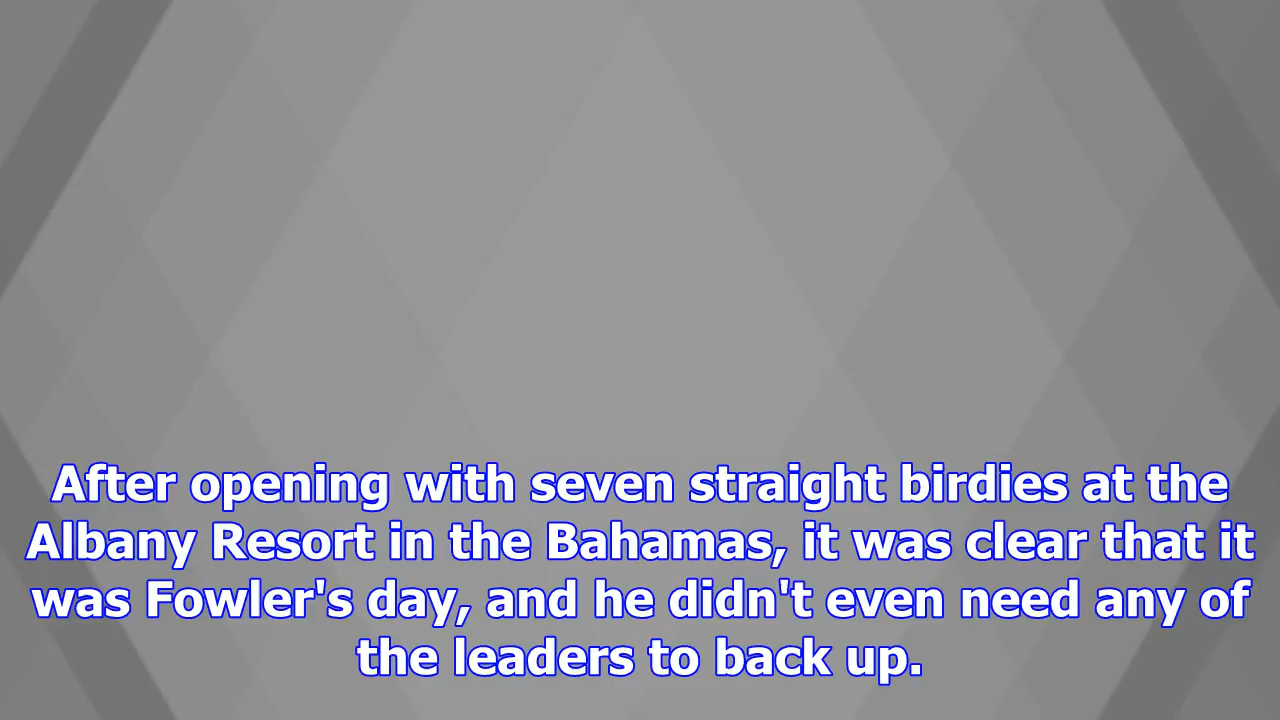 After opening with seven straight birdies at the
Albany Resort in the Bahamas, it was clear that it
was Fowler's day, and he didn't even need any of
the leaders to back up.